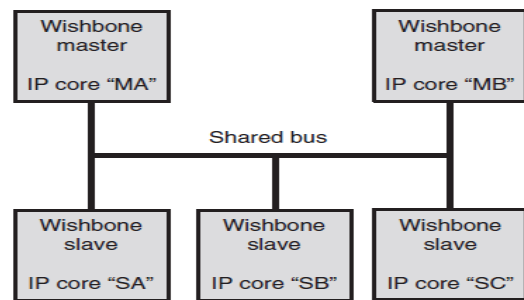 Wishbone
master
IP core “MA”
Wishbone
master
IP core “MB”
Shared bus
Wishbone
slave
IP core “SA”
Wishbone
slave
IP core “SB”
Wishbone
slave
IP core “SC”